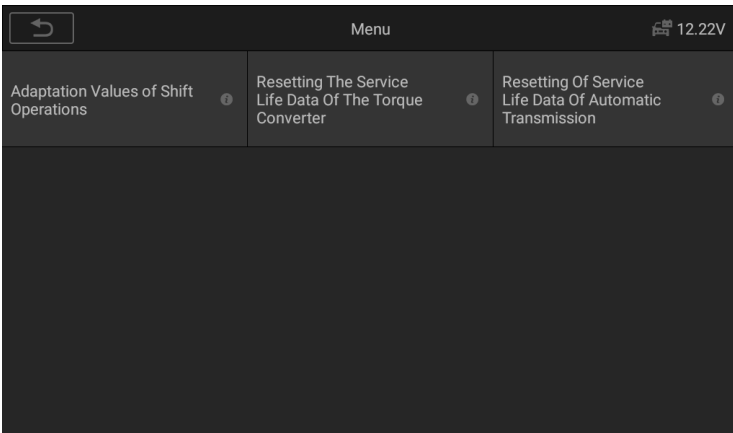 Menu
12.22V
Adaptation Values of Shift
Operations
Resetting The Service
Life Data Of The Torque
Converter
Resetting Of Service
Life Data Of Automatic
Transmission